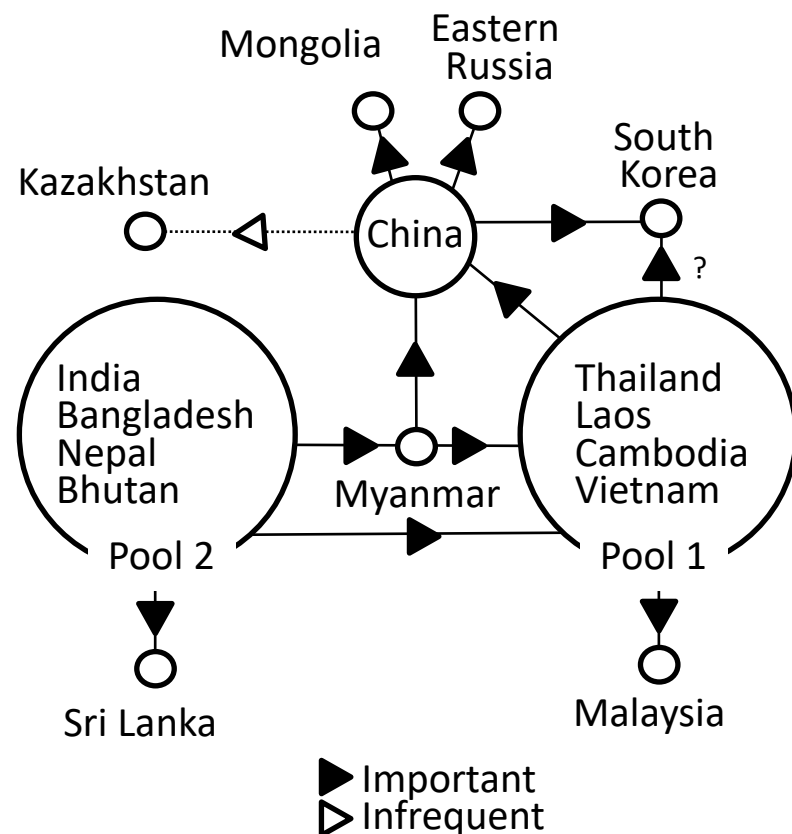 Mongolia
Eastern
Russia
South
Korea
Kazakhstan
China
?
India
Bangladesh
Nepal
Bhutan
Thailand
Laos
Cambodia
Vietnam
Myanmar
Pool 2
Pool 1
Sri Lanka
Malaysia
Important
Infrequent